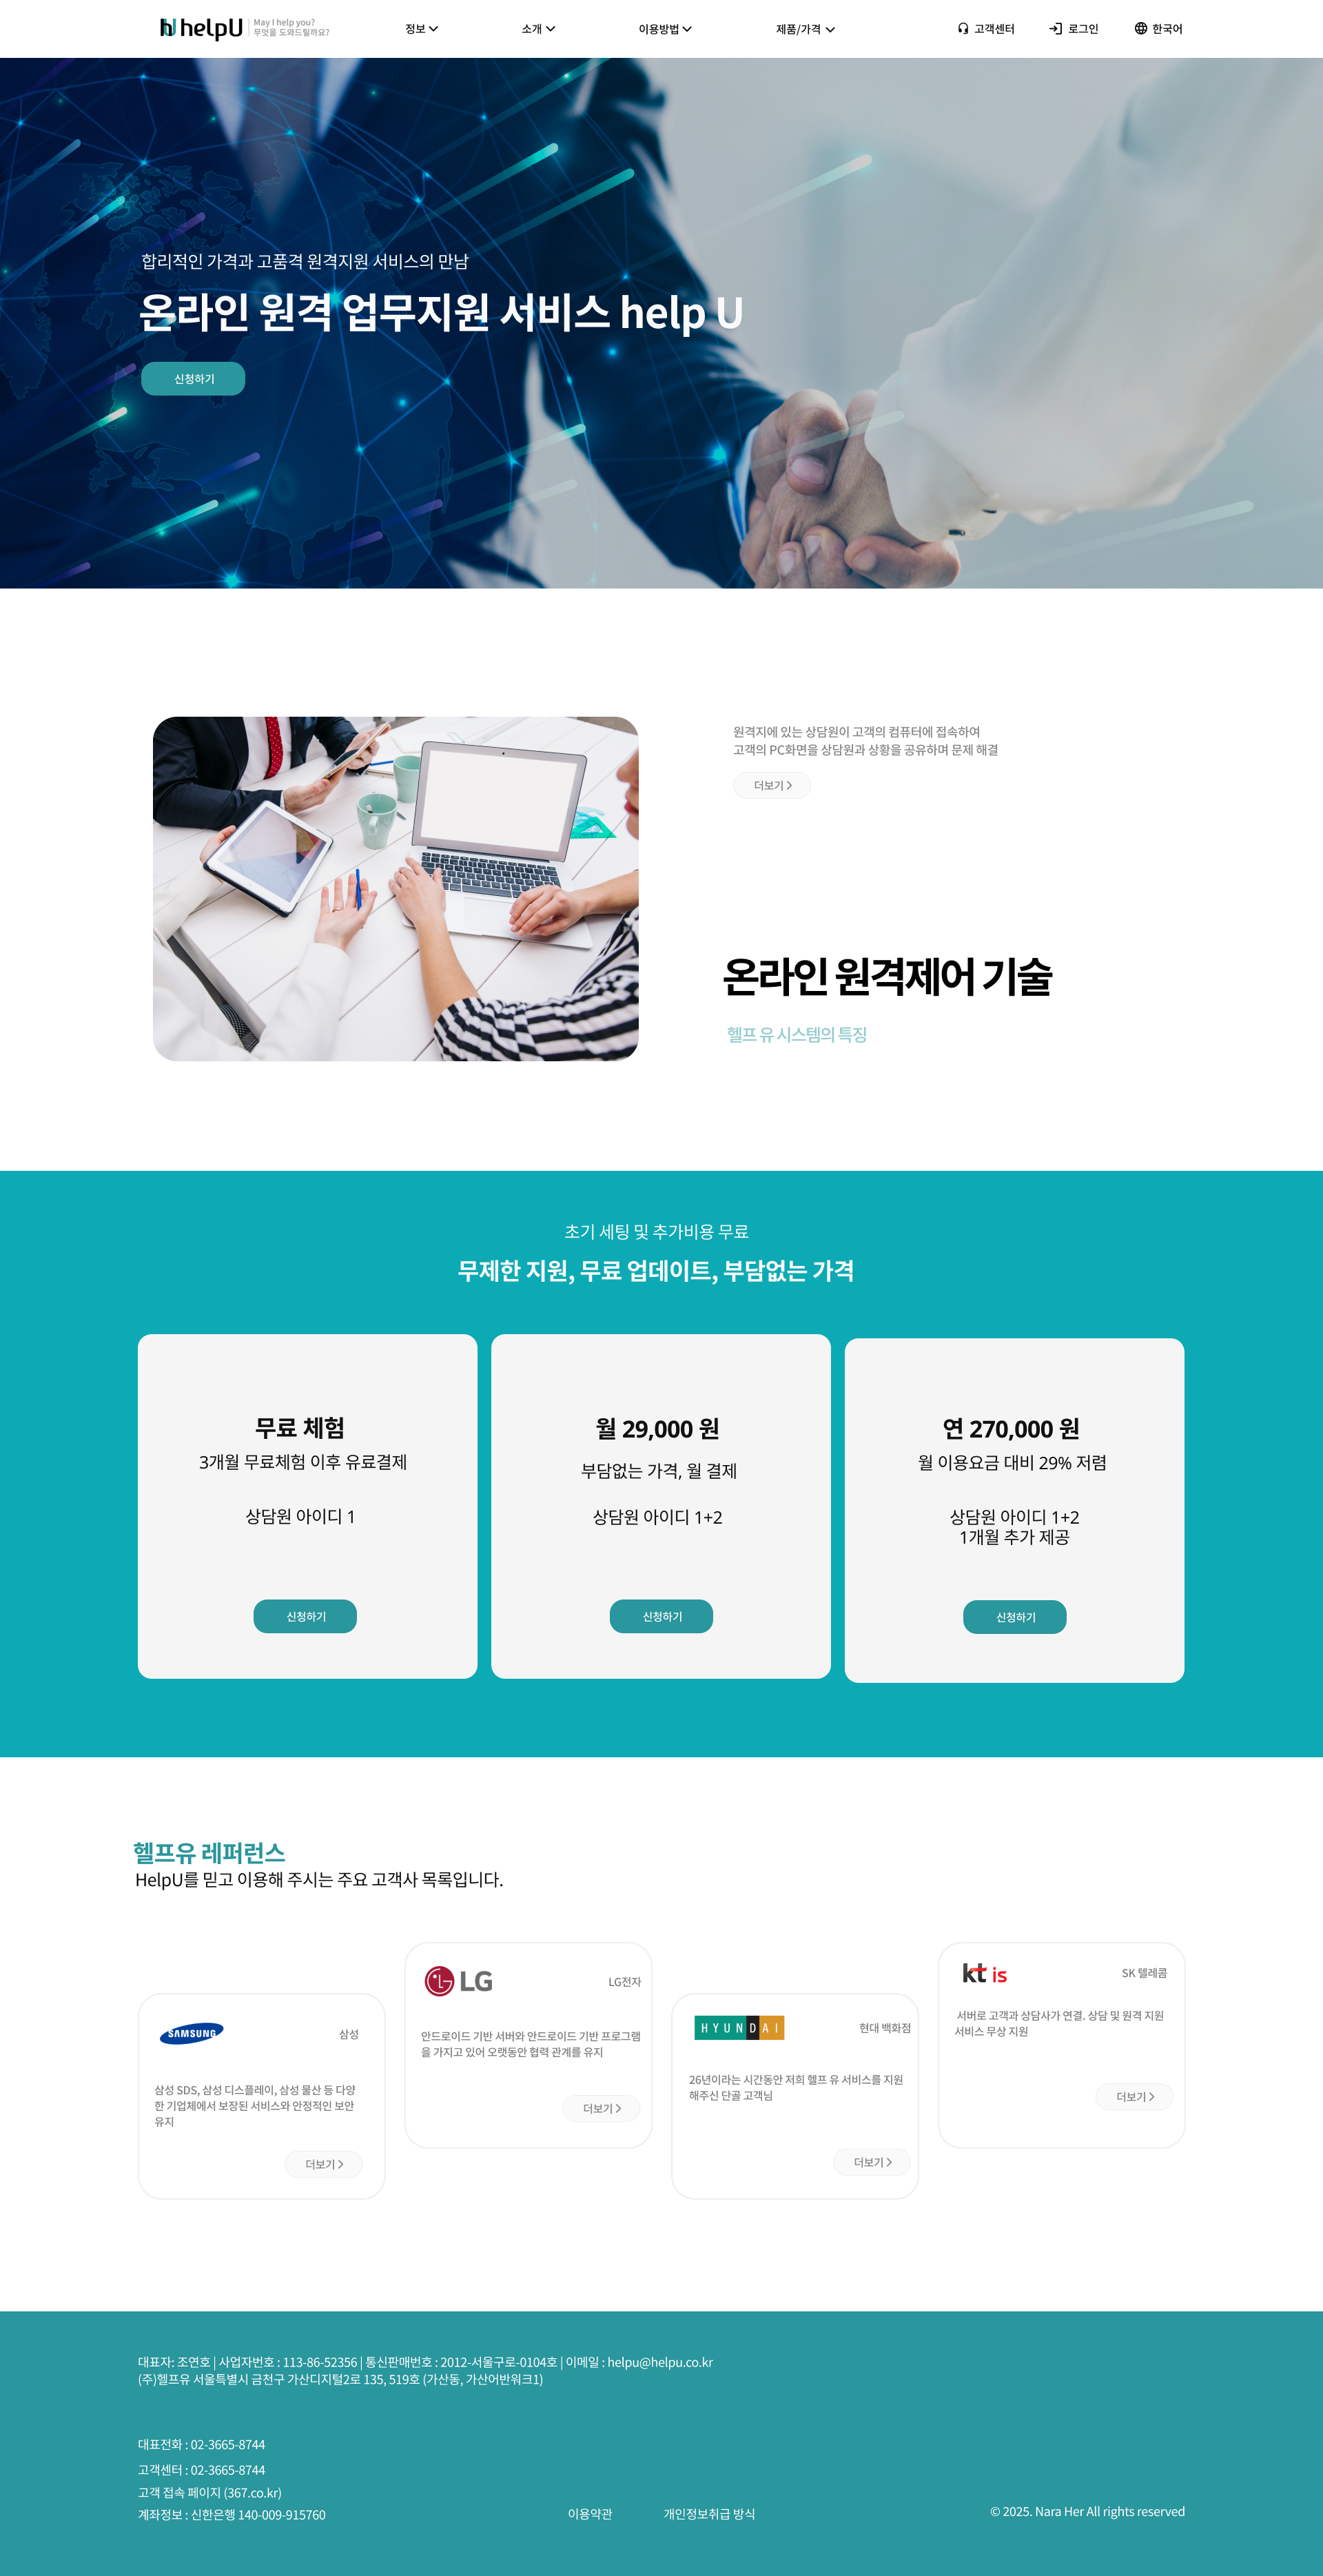 helpU
May I help you?
무엇을 도와드릴까요?
정보
소개
이용방법
제품/가격
고객센터
로그인
한국어
합리적인 가격과 고품격 원격지원 서비스의 만남
온라인 원격 업무지원 서비스 help U
신청하기
원격지에 있는 상담원이 고객의 컴퓨터에 접속하여
고객의 PC화면을 상담원과 상황을 공유하며 문제 해결
더보기
온라인 원격제어 기술
헬프 유 시스템의 특징
초기 세팅 및 추가비용 무료
무제한 지원, 무료 업데이트, 부담없는 가격
무료 체험
3개월 무료체험 이후 유료결제
상담원 아이디 1
신청하기
월 29,000 원
부담없는 가격, 월 결제
상담원 아이디 1+2
신청하기
연 270,000 원
월 이용요금 대비 29% 저렴
상담원 아이디 1+2
1개월 추가 제공
신청하기
헬프유 레퍼런스
HelpU를 믿고 이용해 주시는 주요 고객사 목록입니다.
SAMSUNG
삼성
삼성 SDS, 삼성 디스플레이, 삼성 물산 등 다양
한 기업체에서 보장된 서비스와 안정적인 보안
유지
더보기
LG
LG전자
안드로이드 기반 서버와 안드로이드 기반 프로그램
을 가지고 있어 오랫동안 협력 관계를 유지
더보기
HYUNDAI
현대 백화점
26년이라는 시간동안 저희 헬프 유 서비스를 지원
해주신 단골 고객님
더보기
kt is
SK 텔레콤
서버로 고객과 상담사가 연결. 상담 및 원격 지원
서비스 무상 지원
더보기
대표자: 조연호 | 사업자번호 : 113-86-52356 | 통신판매번호 : 2012-서울구로-0104호 | 이메일 : helpu@helpu.co.kr
(주)헬프유 서울특별시 금천구 가산디지털2로 135, 519호 (가산동, 가산어반워크1)
대표전화 : 02-3665-8744
고객센터 : 02-3665-8744
고객 접속 페이지 (367.co.kr)
계좌정보 : 신한은행 140-009-915760
이용약관
개인정보취급 방식
© 2025. Nara Her All rights reserved